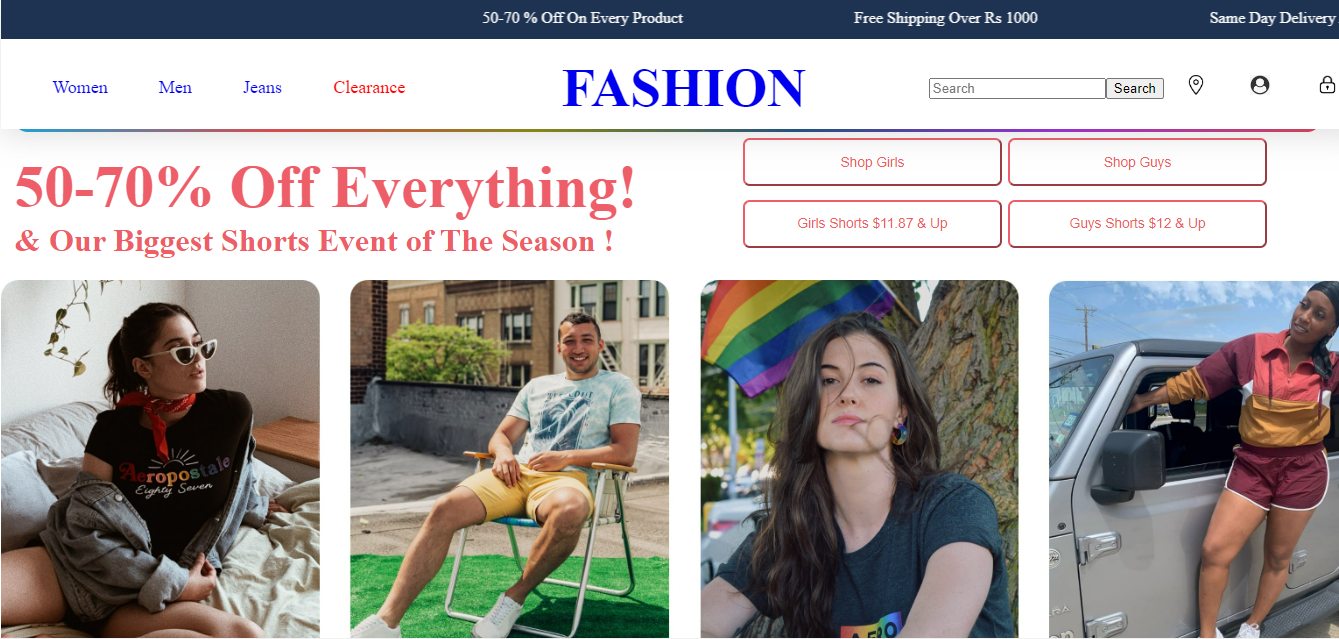 50-70 % Off On Every Product
Free Shipping Over Rs 1000
Same Day Delivery
Women
Men
Jeans
Clearance
FASHION
Search
Search
50-70% Off Everything!
& Our Biggest Shorts Event of The Season !
Shop Girls
Shop Guys
Girls Shorts $11.87 & Up
Guys Shorts $12 & Up
Aeropostale
Eighty Seven
AERO